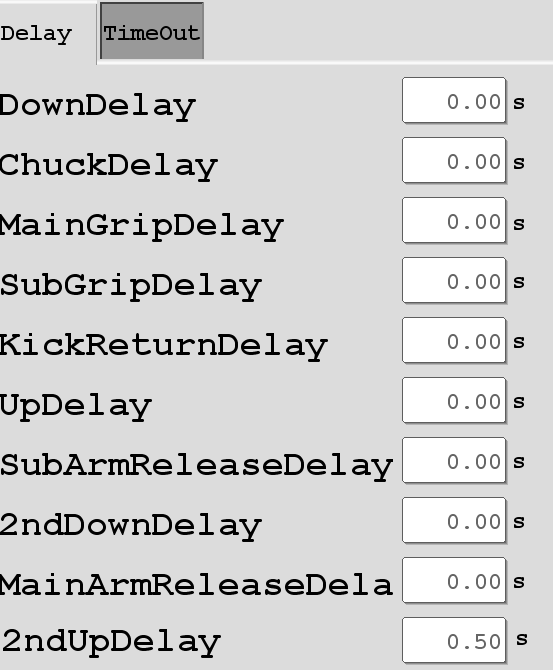 Delay TimeOut
DownDelay 0.00 s
ChuckDelay 0.00 s
MainGripDelay 0.00 s
SubGripDelay 0.00 s
KickReturnDelay 0.00 s
UpDelay 0.00 s
SubArmReleaseDelay 0.00 s
2ndDownDelay 0.00 s
MainArmReleaseDela 0.00 s
2ndUpDelay 0.50 s